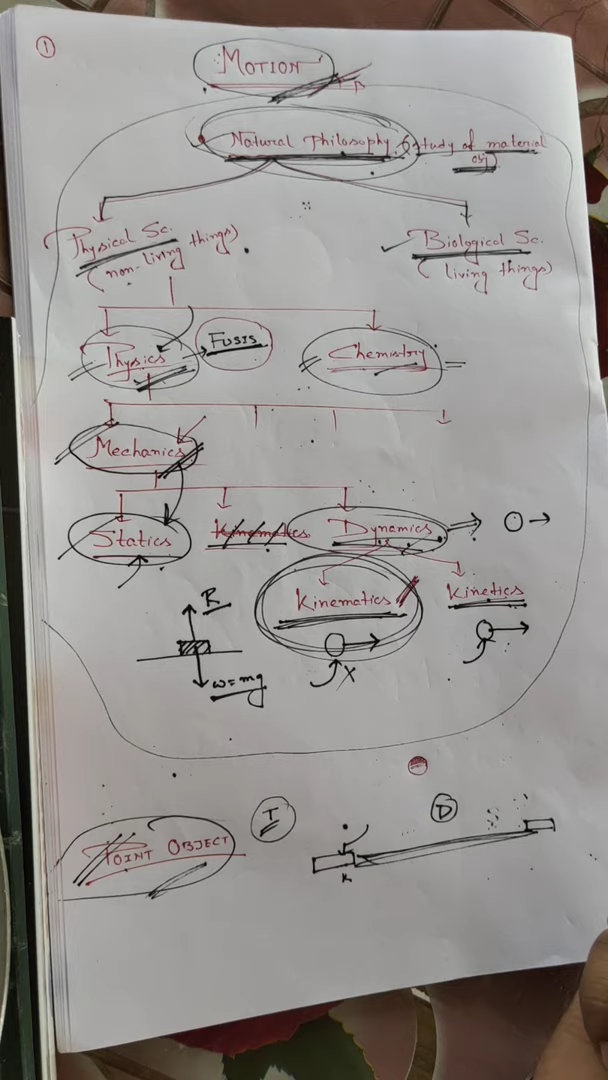 1
MOTION
Natural Philosophy : Study of material
obj
Physical Sc.
(non-living things)
Biological Sc.
(living things)
Physics → FUSIS
Chemistry
Mechanics
Statics Kinematics Dynamics
Kinematics Kinetics
R
w=mg
X
I
D
POINT OBJECT